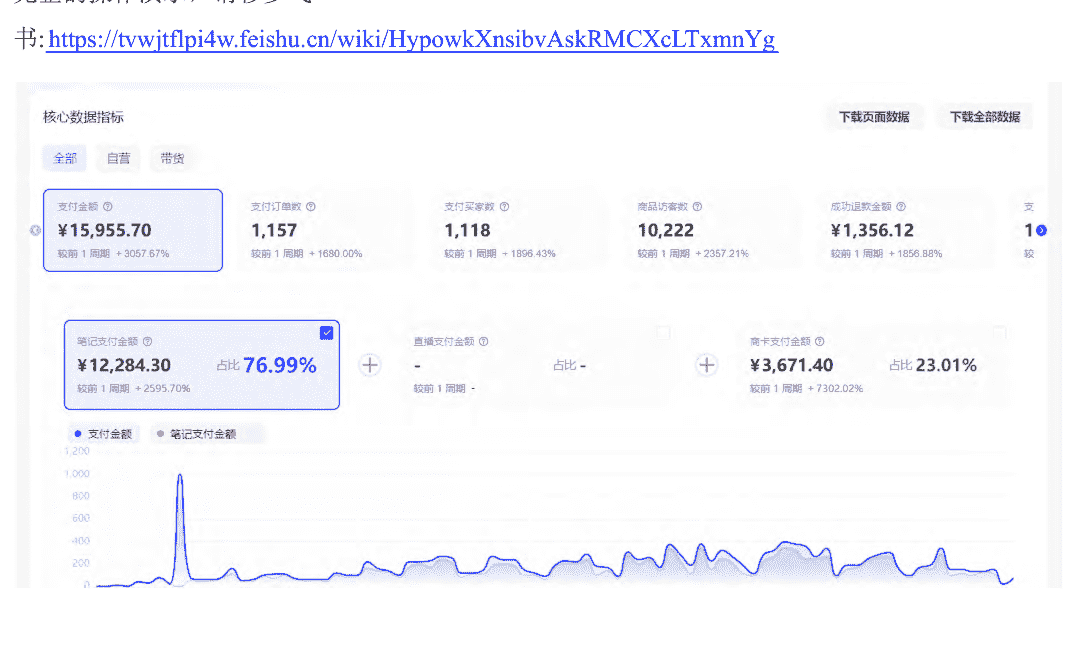 书:https://tvwjtflpi4w.feishu.cn/wiki/HypowkXnsibvAskRMCXcLTxmnYg
核心数据指标
下载页面数据 下载全部数据
全部 自营 带货
支付金额 支付订单数 支付买家数 商品访客数 成功退款金额 支
¥15,955.70 1,157 1,118 10,222 ¥1,356.12 1
较前 1 周期 +3057.67% 较前 1 周期 +1680.00% 较前 1 周期 +1896.43% 较前 1 周期 +2357.21% 较前 1 周期 +1856.88% 较
笔记支付金额 直播支付金额 商卡支付金额
¥12,284.30 占比 76.99% - 占比 - ¥3,671.40 占比 23.01%
较前 1 周期 +2595.70% 较前 1 周期 - 较前 1 周期 +7302.02%
支付金额 笔记支付金额
1,200
1,000
800
600
400
200
0